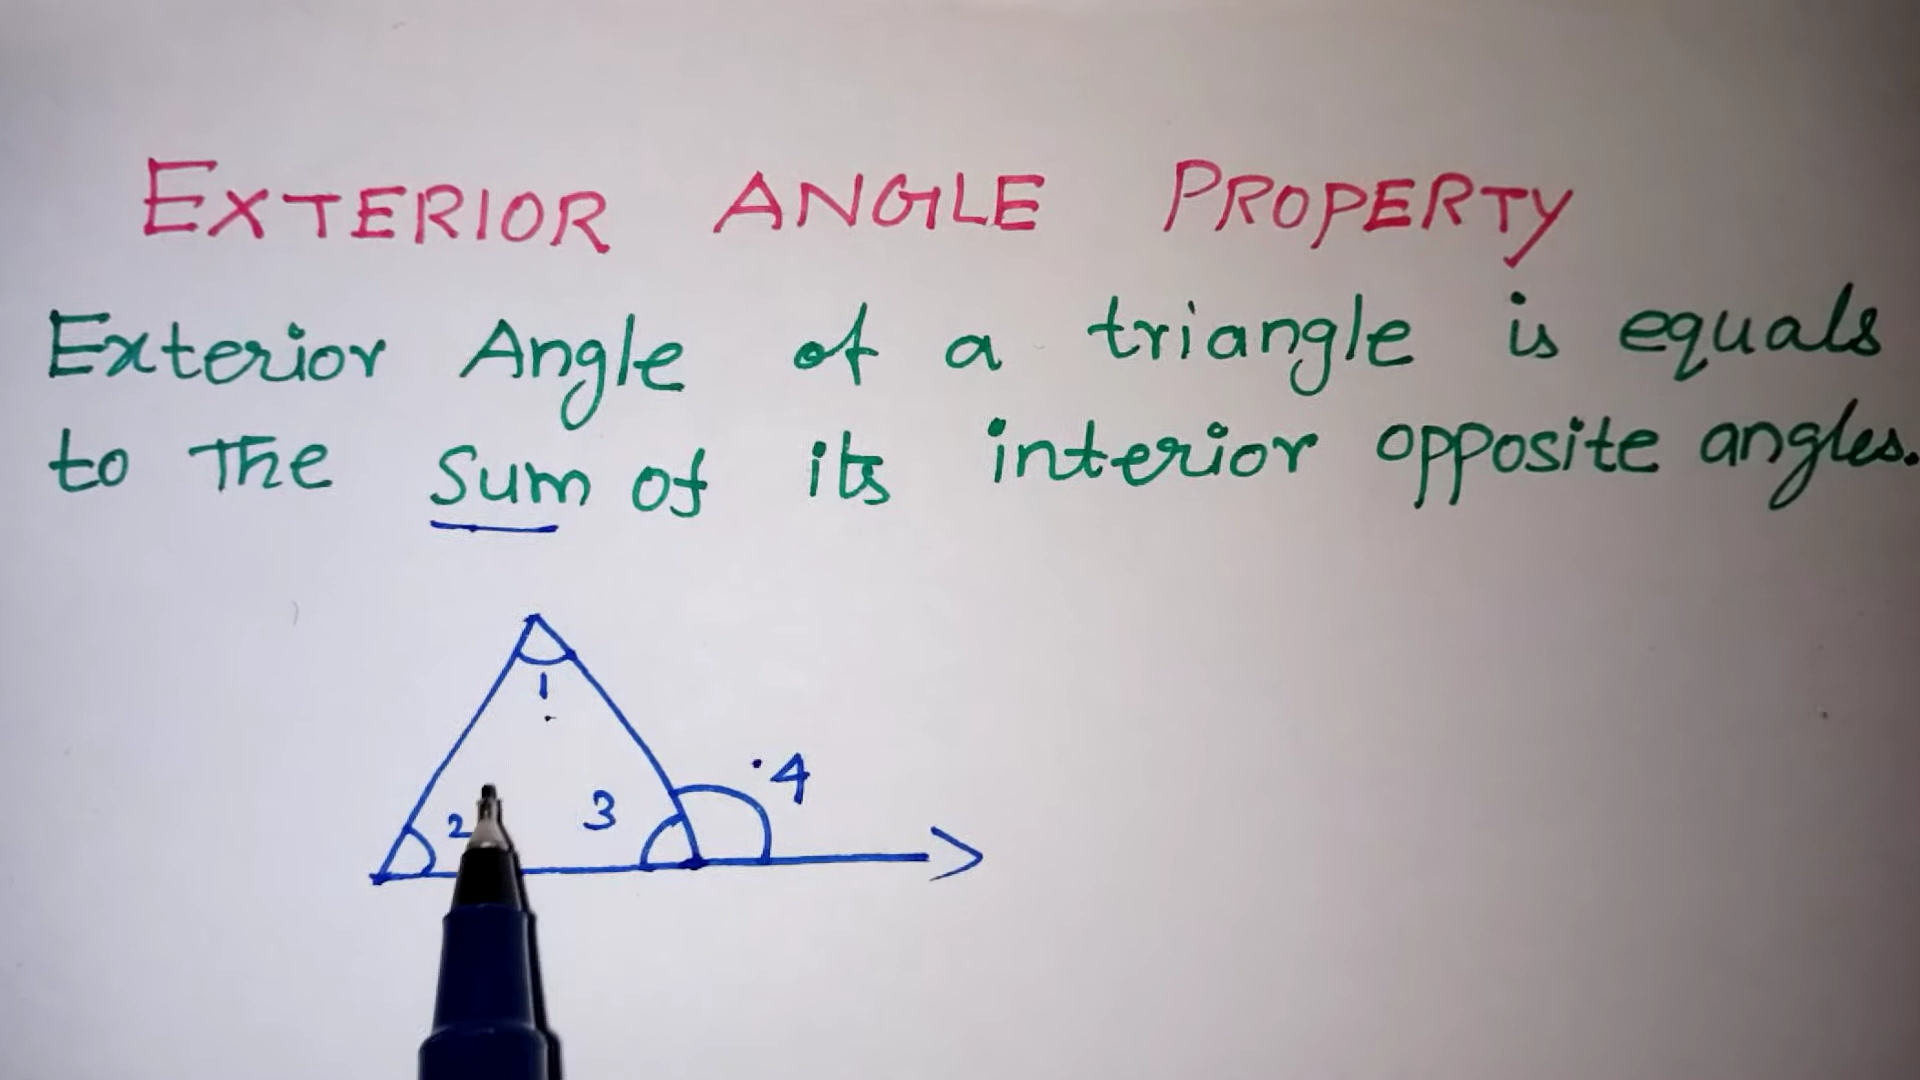 EXTERIOR ANGLE PROPERTY
Exterior Angle of a triangle is equals
to The Sum of its interior opposite angles.
1
4
2 3